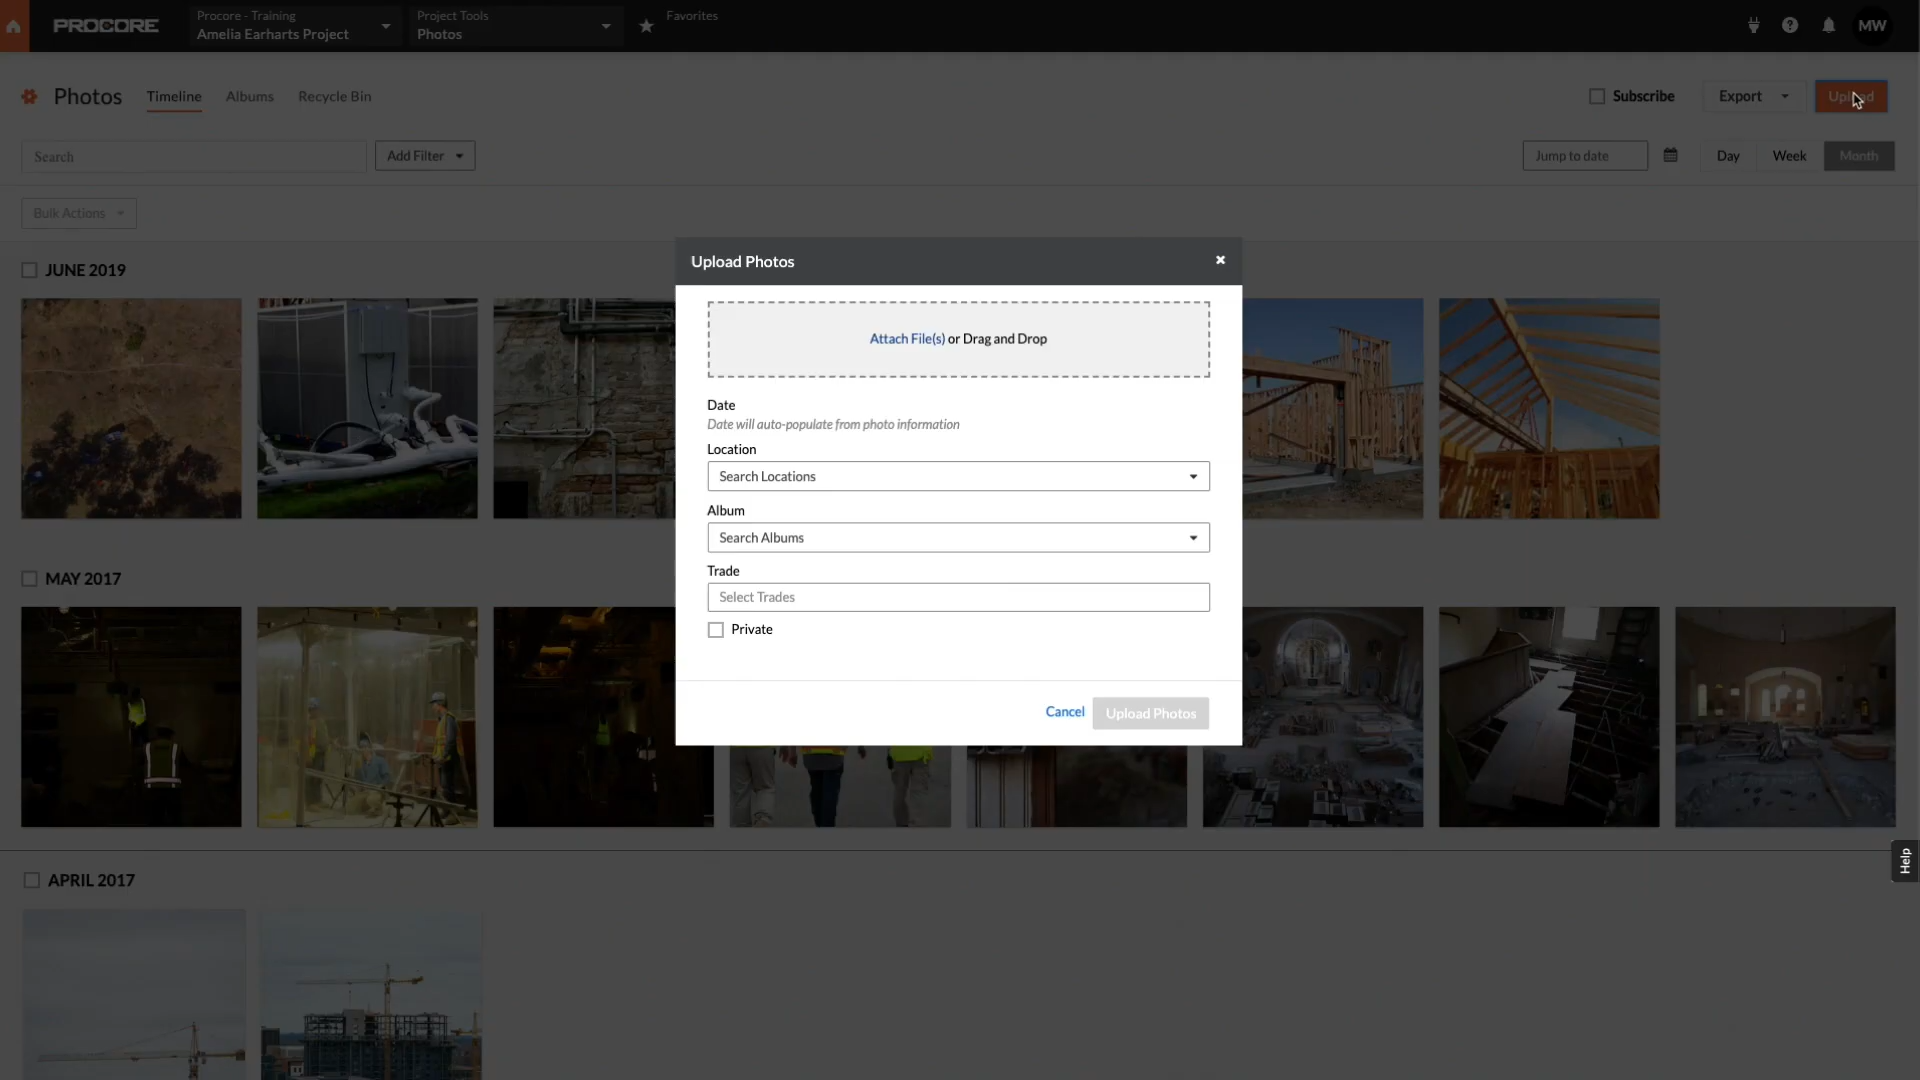 PROCORE
Procore - Training
Amelia Earharts Project
Project Tools
Photos
Favorites
MW
Photos
Timeline
Albums
Recycle Bin
Subscribe
Export
Upload
Search
Add Filter
Jump to date
Day
Week
Month
Bulk Actions
JUNE 2019
Upload Photos
Attach File(s) or Drag and Drop
Date
Date will auto-populate from photo information
Location
Search Locations
Album
Search Albums
Trade
Select Trades
Private
Cancel
Upload Photos
MAY 2017
Help
APRIL 2017